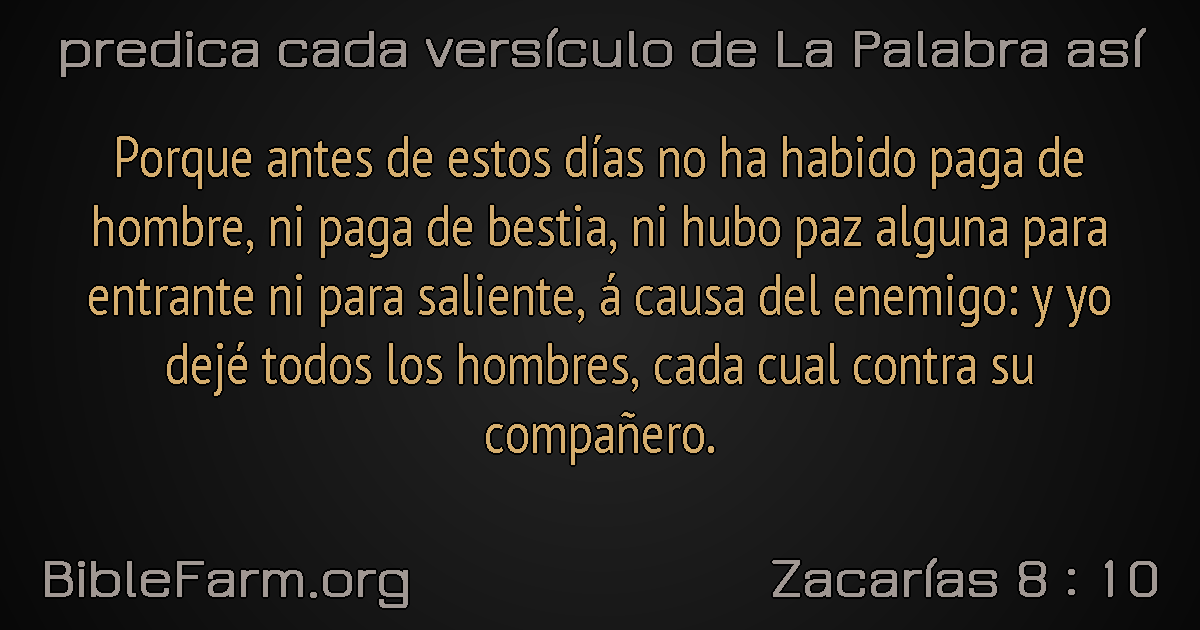 predica cada versículo de La Palabra así
Porque antes de estos días no ha habido paga de
hombre, ni paga de bestia, ni hubo paz alguna para
entrante ni para saliente, á causa del enemigo: y yo
dejé todos los hombres, cada cual contra su
compañero.
BibleFarm.org
Zacarías 8 : 10